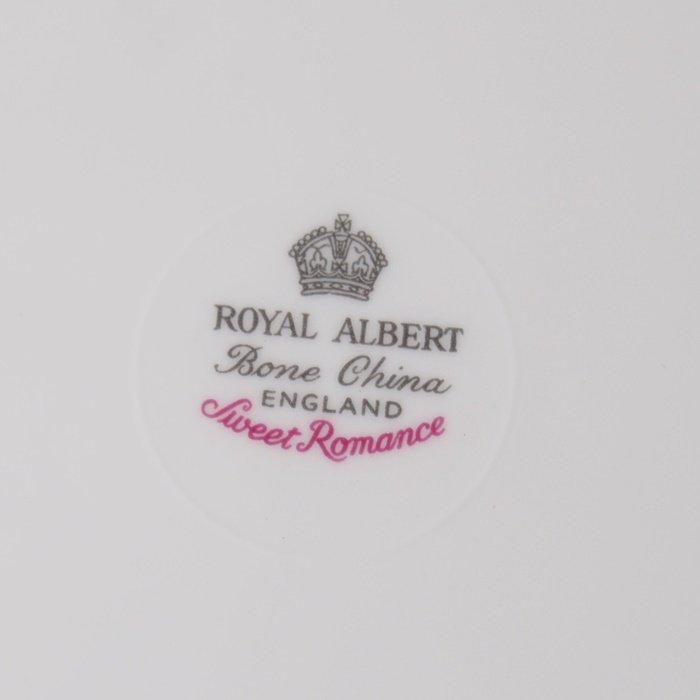 ROYAL ALBERT
Bone China
ENGLAND
Sweet Romance